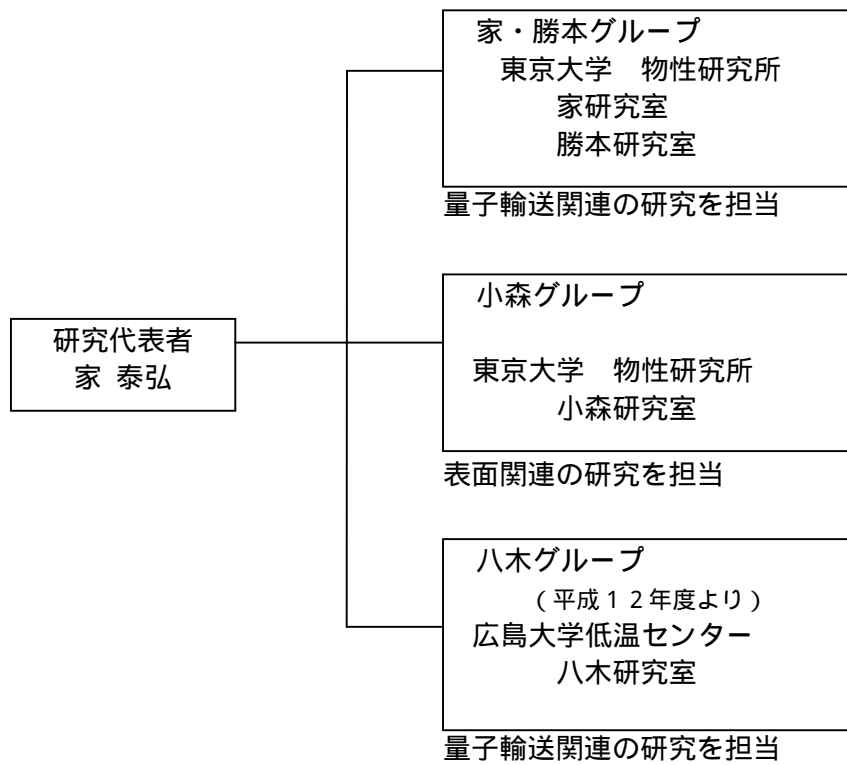 研究代表者
家 泰弘
家・勝本グループ
東京大学 物性研究所
家研究室
勝本研究室
量子輸送関連の研究を担当
小森グループ
東京大学 物性研究所
小森研究室
表面関連の研究を担当
八木グループ
(平成12年度より)
広島大学低温センター
八木研究室
量子輸送関連の研究を担当